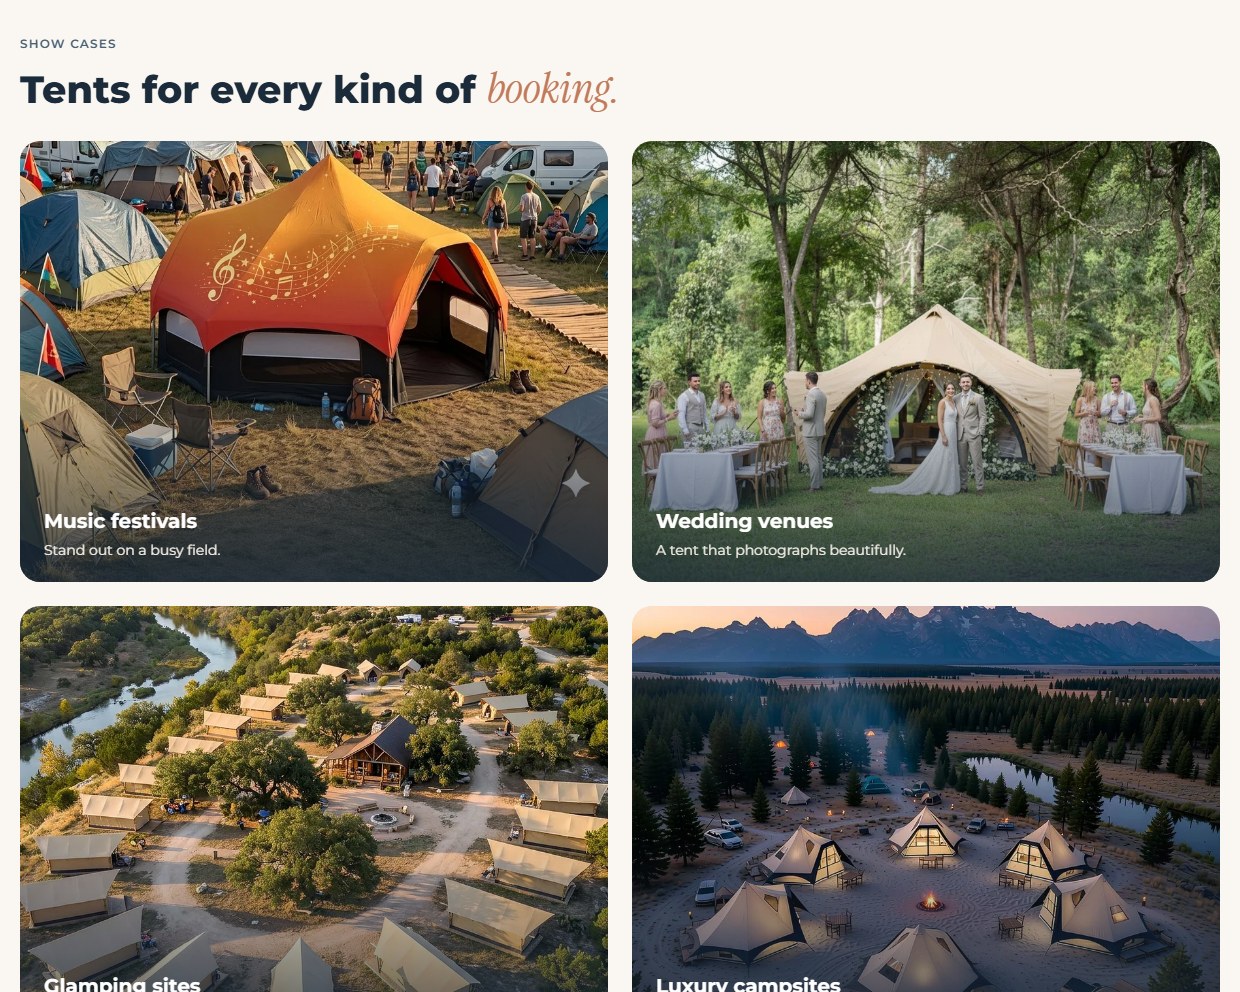 SHOW CASES
Tents for every kind of booking.
Music festivals
Stand out on a busy field.
Wedding venues
A tent that photographs beautifully.
Glamping sites
Luxury campsites